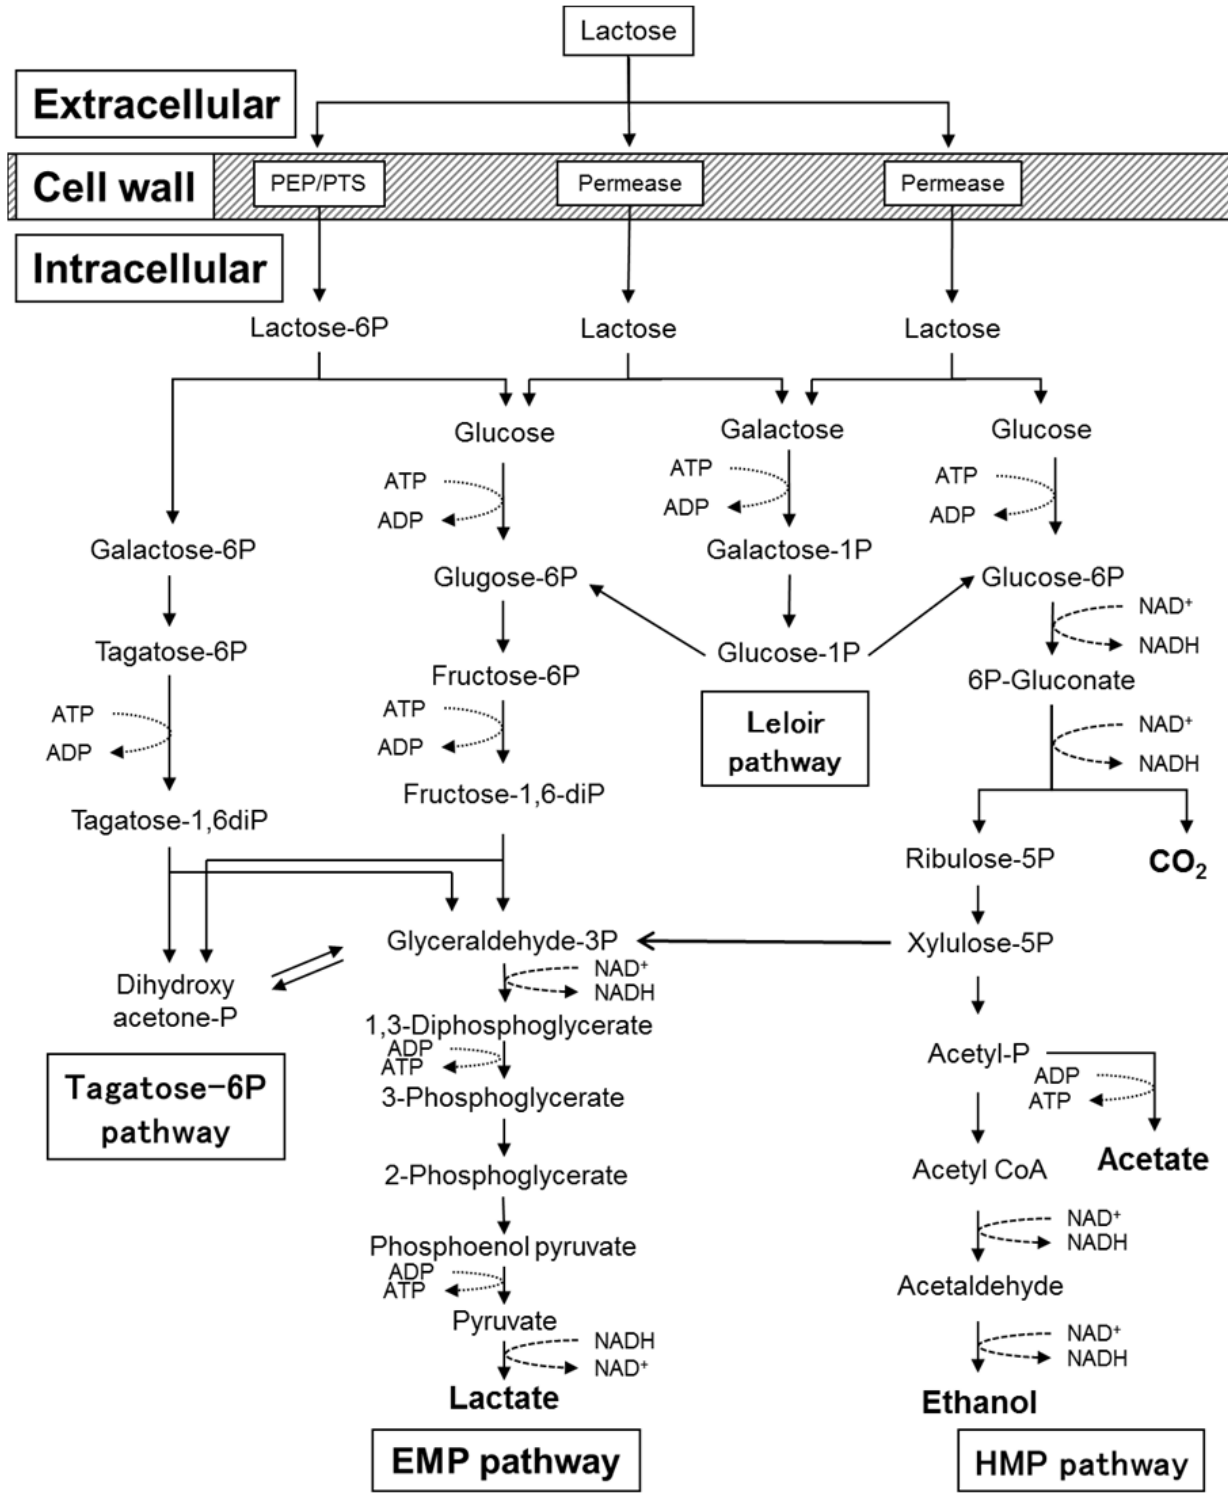 Lactose
Extracellular
Cell wall
PEP/PTS
Permease
Permease
Intracellular
Lactose-6P
Lactose
Lactose
Glucose
Galactose
Glucose
ATP
ADP
ATP
ADP
ATP
ADP
Galactose-6P
Glugose-6P
Galactose-1P
Glucose-6P
NAD+
NADH
Tagatose-6P
Fructose-6P
Glucose-1P
6P-Gluconate
ATP
ADP
ATP
ADP
Leloir
pathway
NAD+
NADH
Tagatose-1,6diP
Fructose-1,6-diP
Ribulose-5P
CO₂
Glyceraldehyde-3P
Xylulose-5P
NAD+
NADH
Dihydroxy
acetone-P
1,3-Diphosphoglycerate
ADP
ATP
Acetyl-P
ADP
ATP
Tagatose-6P
pathway
3-Phosphoglycerate
2-Phosphoglycerate
Acetyl CoA
Acetate
NAD+
NADH
Phosphoenol pyruvate
ADP
ATP
Acetaldehyde
Pyruvate
NADH
NAD+
NAD+
NADH
Lactate
Ethanol
EMP pathway
HMP pathway